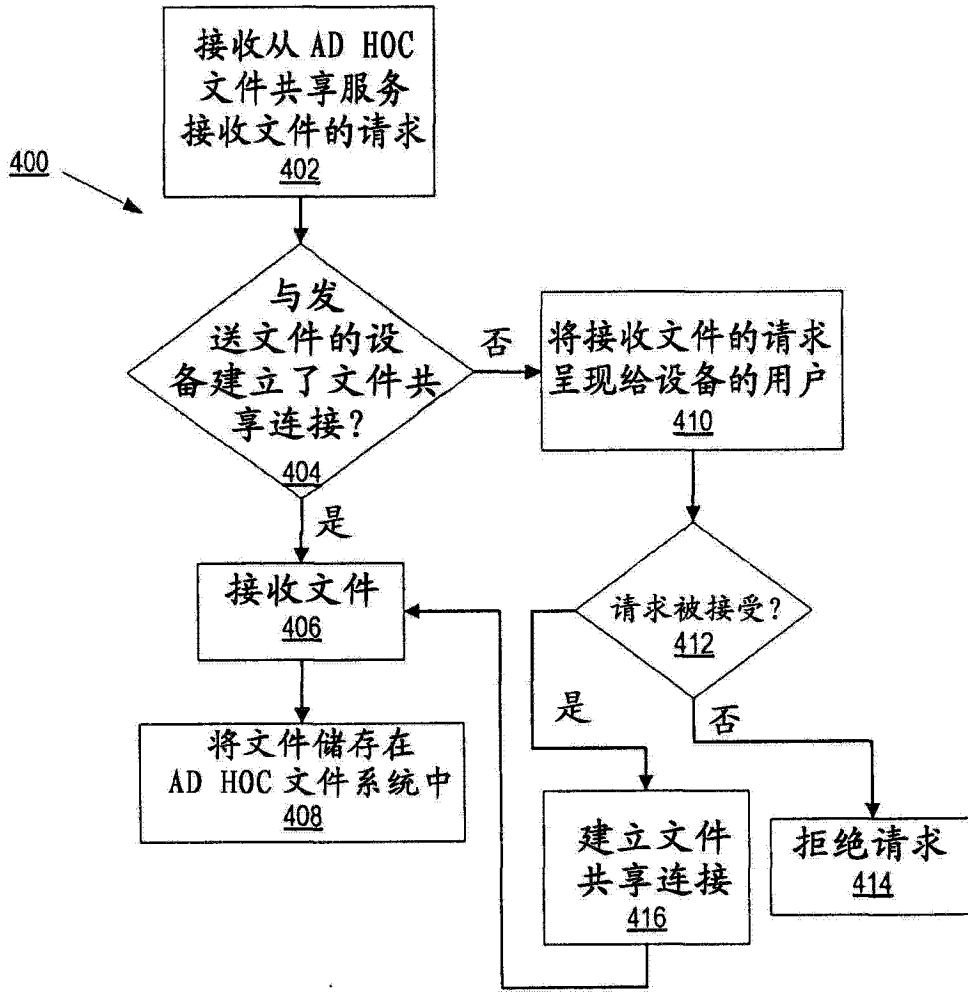 接收从 AD HOC
文件共享服务
接收文件的请求
402
400
与发
送文件的设
备建立了文件共
享连接?
404
否
将接收文件的请求
呈现给设备的用户
410
是
接收文件
406
请求被接受?
412
将文件储存在
AD HOC 文件系统中
408
是
否
建立文件
共享连接
416
拒绝请求
414